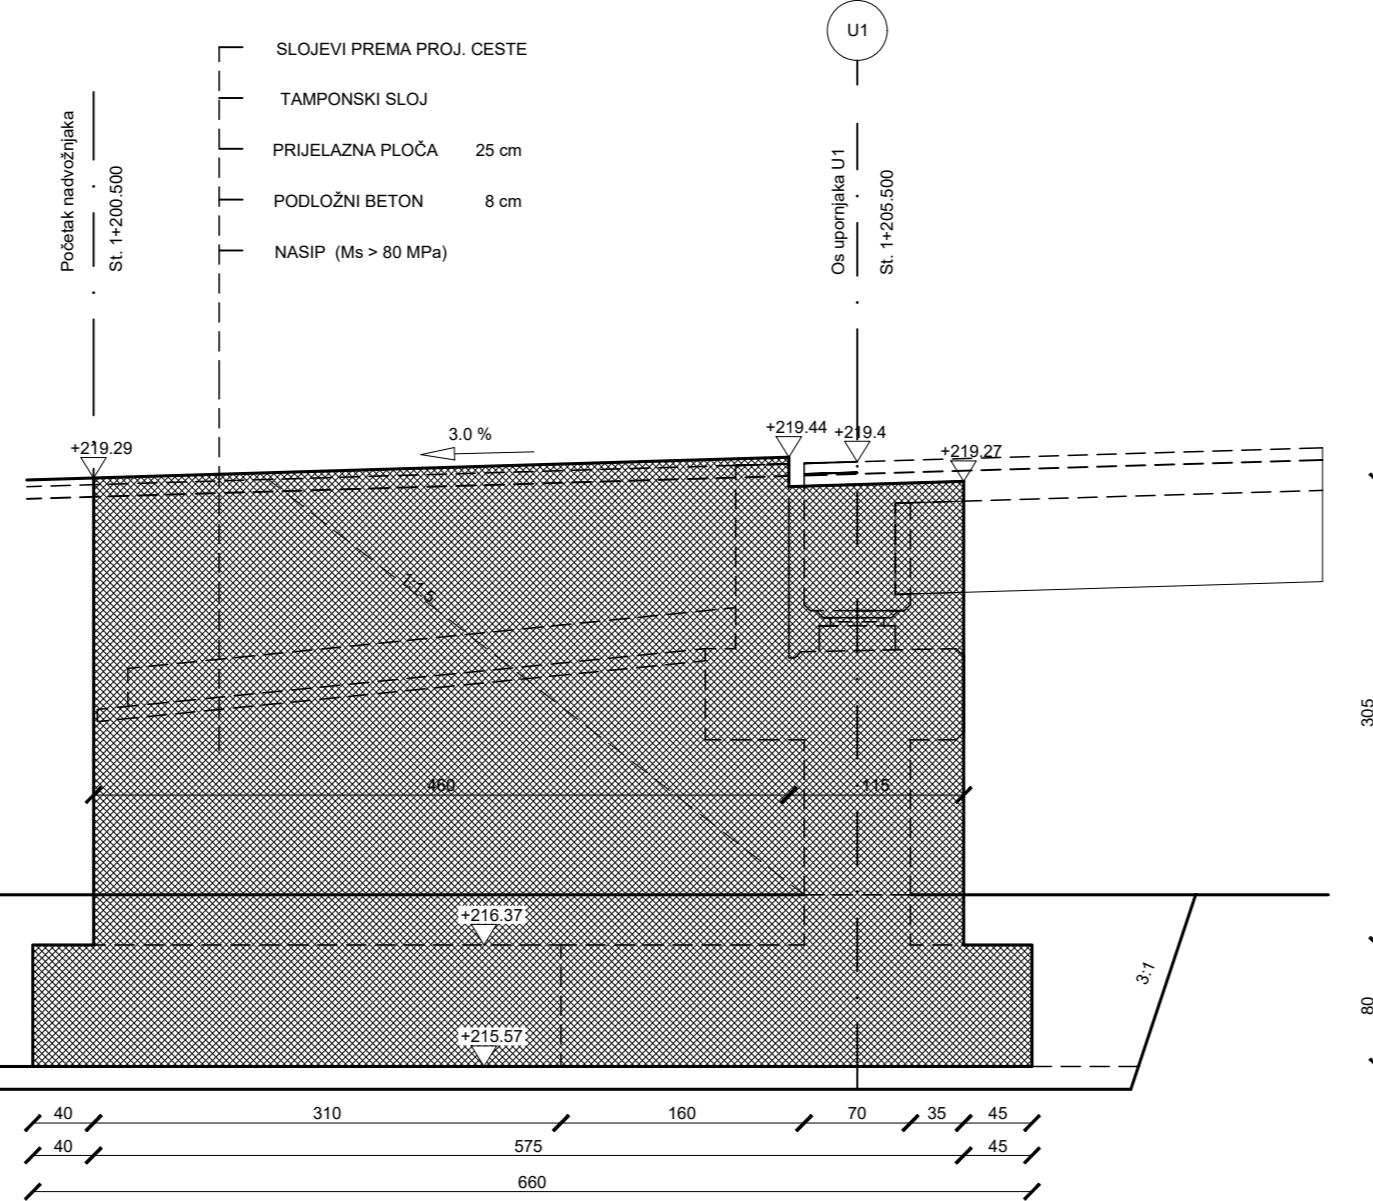 U1
SLOJEVI PREMA PROJ. CESTE
TAMPONSKI SLOJ
PRIJELAZNA PLOČA 25 cm
PODLOŽNI BETON 8 cm
NASIP (Ms > 80 MPa)
Početak nadvožnjaka
St. 1+200.500
Os upornjaka U1
St. 1+205.500
3.0 %
+219.29
+219.44
+219.4
+219.27
305
460
115
+216.37
3:1
80
+215.57
40
310
160
70
35
45
40
575
45
660